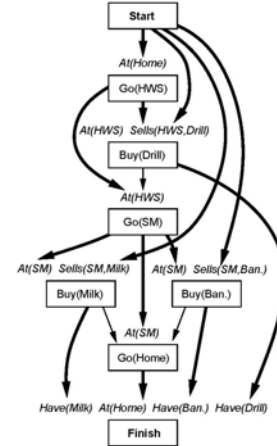 Start
At(Home)
Go(HWS)
At(HWS) Sells(HWS,Drill)
Buy(Drill)
At(HWS)
Go(SM)
At(SM) Sells(SM,Milk) At(SM) Sells(SM,Ban.)
Buy(Milk) Buy(Ban.)
At(SM)
Go(Home)
Have(Milk) At(Home) Have(Ban.) Have(Drill)
Finish